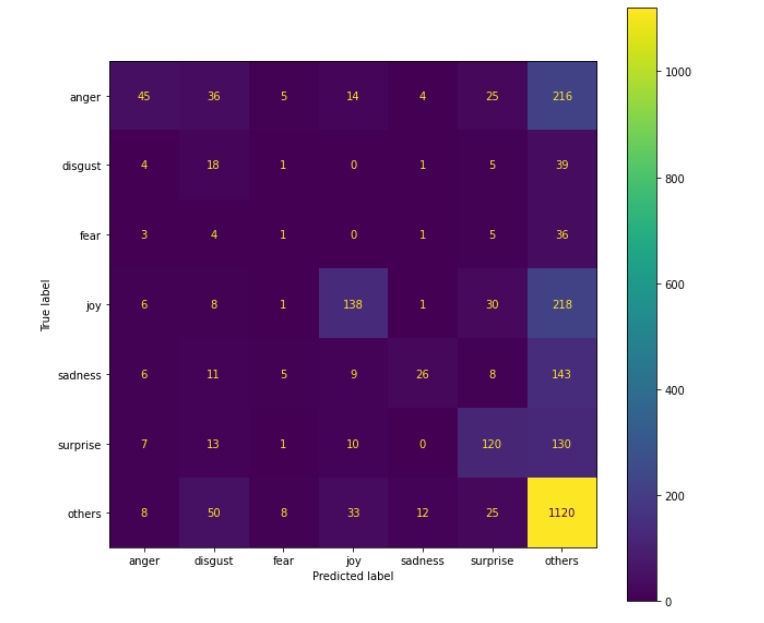 anger 45 36 5 14 4 25 216
disgust 4 18 1 0 1 5 39
fear 3 4 1 0 1 5 36
joy 6 8 1 138 1 30 218
sadness 6 11 5 9 26 8 143
surprise 7 13 1 10 0 120 130
others 8 50 8 33 12 25 1120
anger disgust fear joy sadness surprise others
Predicted label
True label
1000
800
600
400
200
0